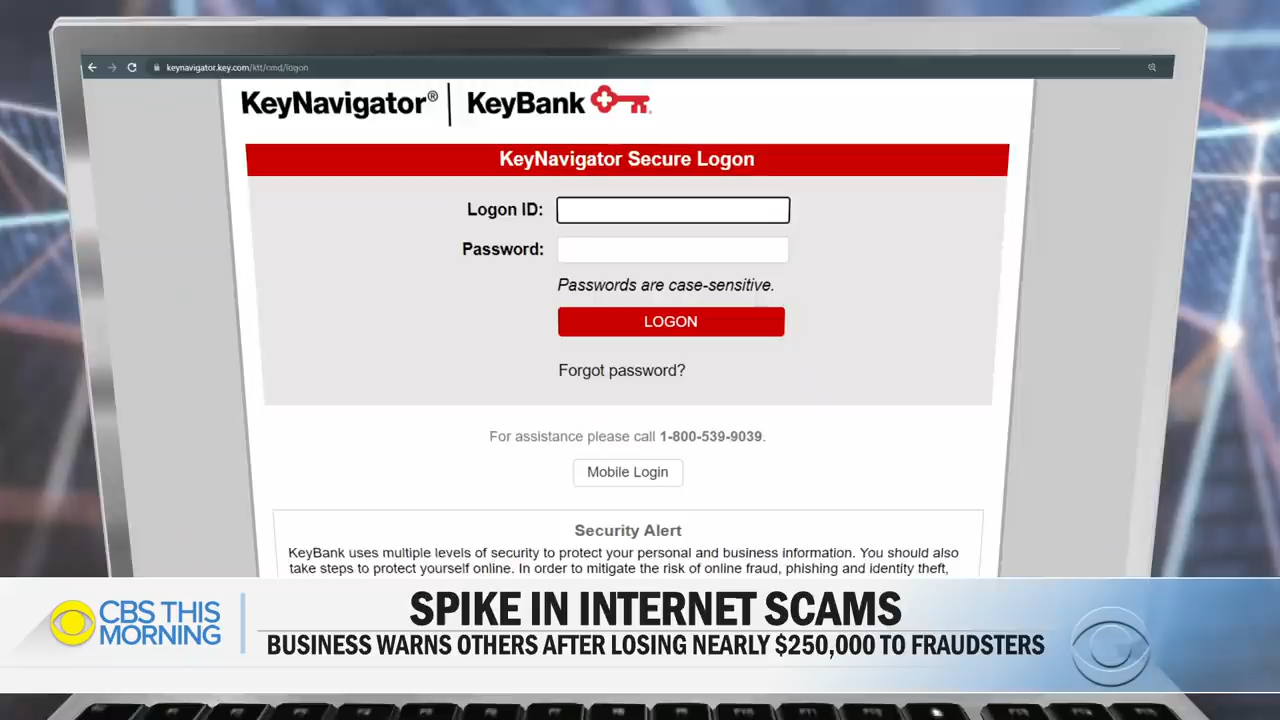 keynavigator.key.com/ktt/cmd/logon
KeyNavigator® | KeyBank
KeyNavigator Secure Logon
Logon ID:
Password:
Passwords are case-sensitive.
LOGON
Forgot password?
For assistance please call 1-800-539-9039.
Mobile Login
Security Alert
KeyBank uses multiple levels of security to protect your personal and business information. You should also
take steps to protect yourself online. In order to mitigate the risk of online fraud, phishing and identity theft,
CBS THIS
MORNING
SPIKE IN INTERNET SCAMS
BUSINESS WARNS OTHERS AFTER LOSING NEARLY $250,000 TO FRAUDSTERS